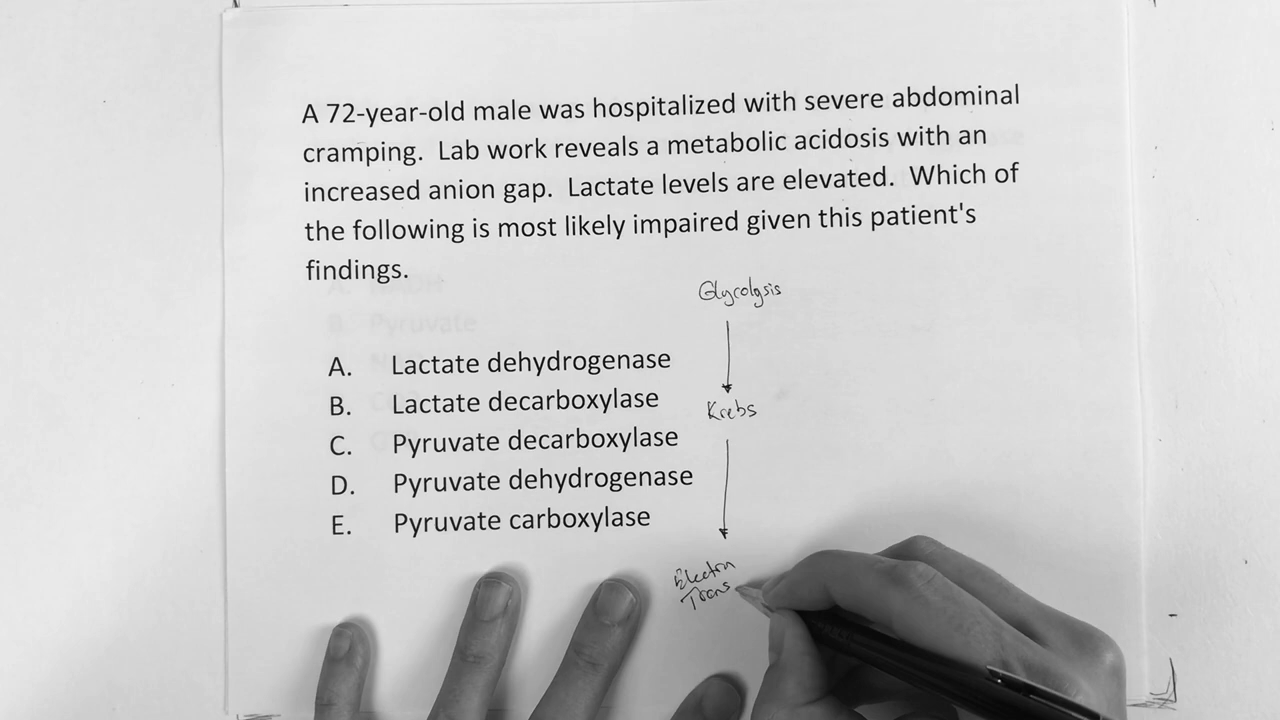 A 72-year-old male was hospitalized with severe abdominal
cramping. Lab work reveals a metabolic acidosis with an
increased anion gap. Lactate levels are elevated. Which of
the following is most likely impaired given this patient's
findings.
Glycolysis
A. Lactate dehydrogenase
B. Lactate decarboxylase
Krebs
C. Pyruvate decarboxylase
D. Pyruvate dehydrogenase
E. Pyruvate carboxylase
Electron
Trans
B. Pyruvate